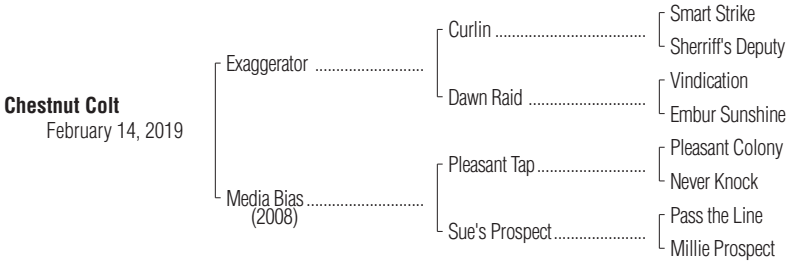 Smart Strike
Curlin ......................................
Sherriff's Deputy
Exaggerator ...........................
Vindication
Dawn Raid .............................
Embur Sunshine
Chestnut Colt
February 14, 2019
Pleasant Colony
Pleasant Tap ...........................
Never Knock
Media Bias .............................
(2008)
Pass the Line
Sue's Prospect .......................
Millie Prospect